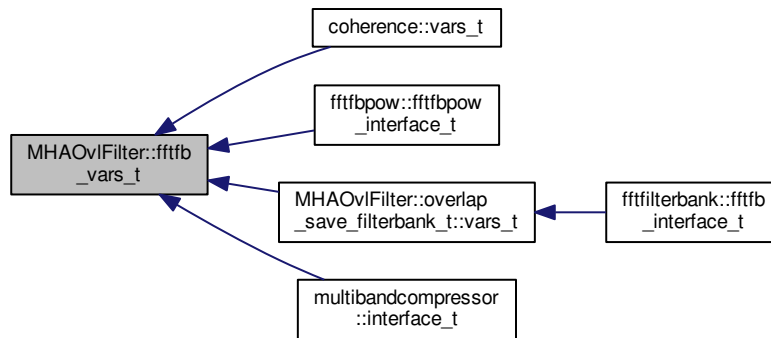 coherence::vars_t
fftfbpow::fftfbpow
_interface_t
MHAOvlFilter::fftfb
_vars_t
MHAOvlFilter::overlap
_save_filterbank_t::vars_t
fftfilterbank::fftfb
_interface_t
multibandcompressor
::interface_t